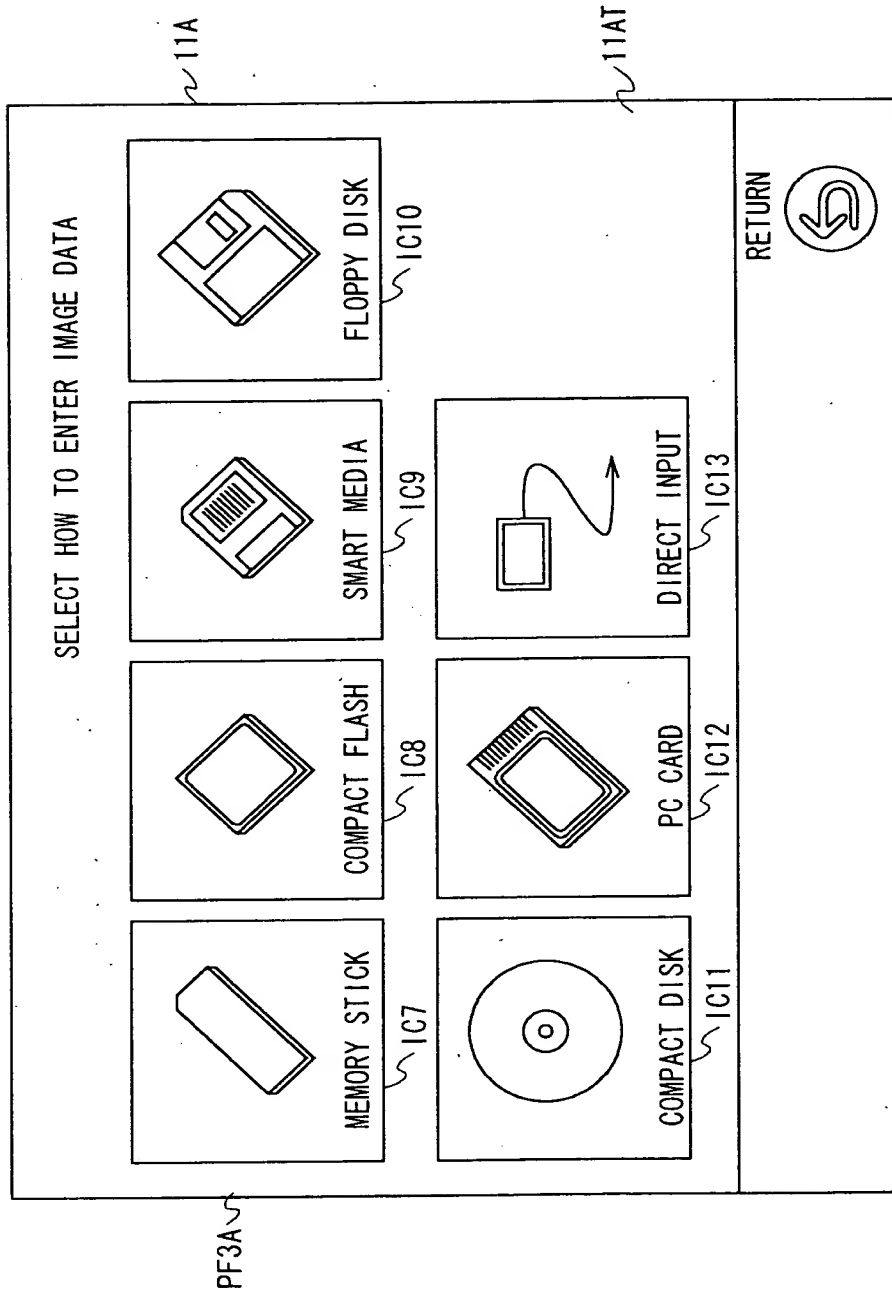 SELECT HOW TO ENTER IMAGE DATA
11A
MEMORY STICK
IC7
COMPACT FLASH
IC8
SMART MEDIA
IC9
FLOPPY DISK
IC10
COMPACT DISK
IC11
PC CARD
IC12
DIRECT INPUT
IC13
PF3A
11AT
RETURN